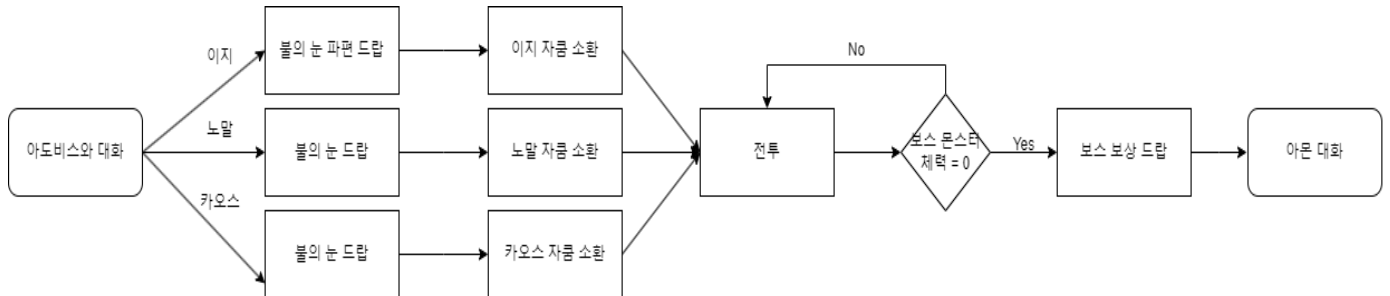 아도비스와 대화
이지
불의 눈 파편 드랍
이지 자쿰 소환
노말
불의 눈 드랍
노말 자쿰 소환
카오스
불의 눈 드랍
카오스 자쿰 소환
전투
No
보스 몬스터
체력 = 0
Yes
보스 보상 드랍
아몬 대화